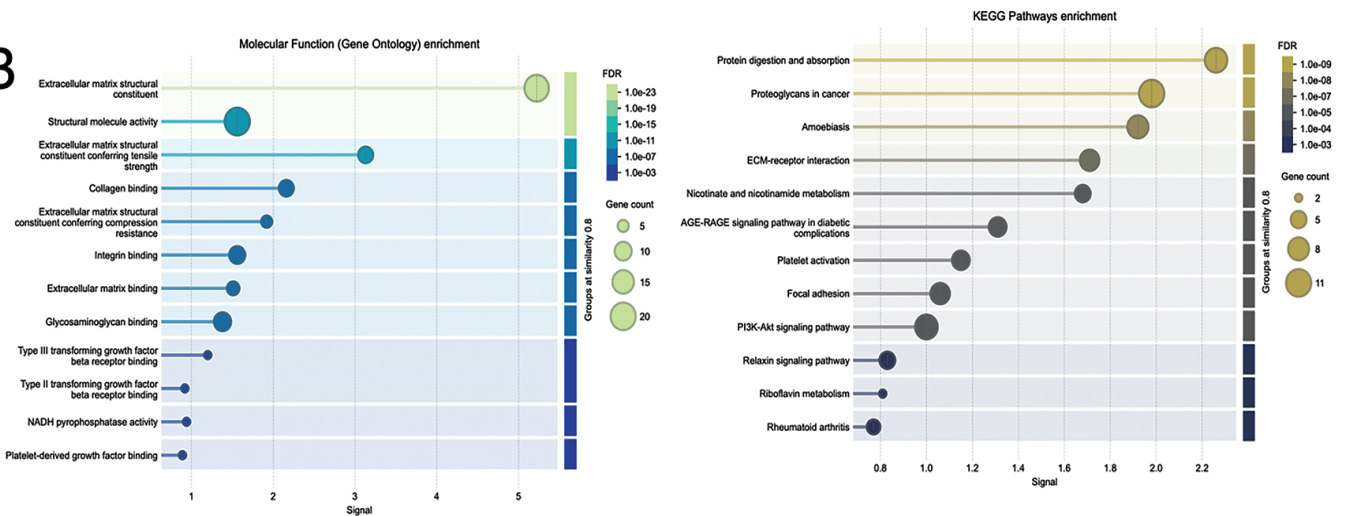 B
Molecular Function (Gene Ontology) enrichment
Extracellular matrix structural
constituent
Structural molecule activity
Extracellular matrix structural
constituent conferring tensile
strength
Collagen binding
Extracellular matrix structural
constituent conferring compression
resistance
Integrin binding
Extracellular matrix binding
Glycosaminoglycan binding
Type III transforming growth factor
beta receptor binding
Type II transforming growth factor
beta receptor binding
NADH pyrophosphatase activity
Platelet-derived growth factor binding
1 2 3 4 5
Signal
Groups at similarity 0.8
FDR
1.0e-23
1.0e-19
1.0e-15
1.0e-11
1.0e-07
1.0e-03
Gene count
5
10
15
20
KEGG Pathways enrichment
Protein digestion and absorption
Proteoglycans in cancer
Amoebiasis
ECM-receptor interaction
Nicotinate and nicotinamide metabolism
AGE-RAGE signaling pathway in diabetic
complications
Platelet activation
Focal adhesion
PI3K-Akt signaling pathway
Relaxin signaling pathway
Riboflavin metabolism
Rheumatoid arthritis
0.8 1.0 1.2 1.4 1.6 1.8 2.0 2.2
Signal
Groups at similarity 0.8
FDR
1.0e-09
1.0e-08
1.0e-07
1.0e-05
1.0e-04
1.0e-03
Gene count
2
5
8
11